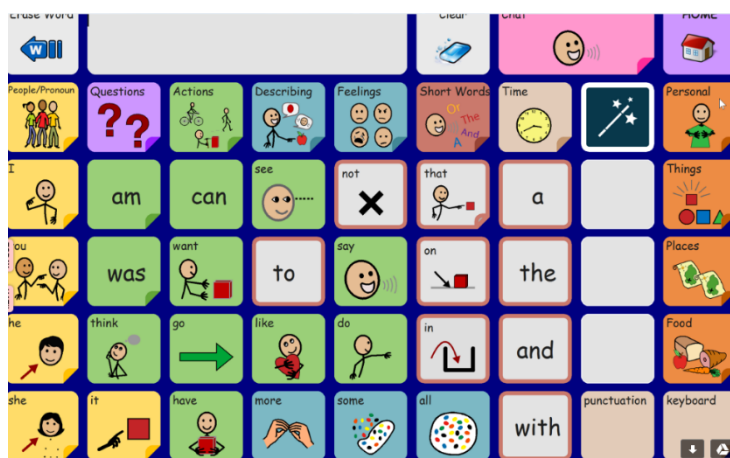 Erase Word
Clear
Chat
HOME
W
People/Pronoun
Questions
Actions
Describing
Feelings
Short Words
Time
Personal
??
Or
The
And
A
I
am
can
see
not
that
a
Things
you
was
want
to
say
on
the
Places
he
think
go
like
do
in
and
Food
she
it
have
more
some
all
with
punctuation
keyboard